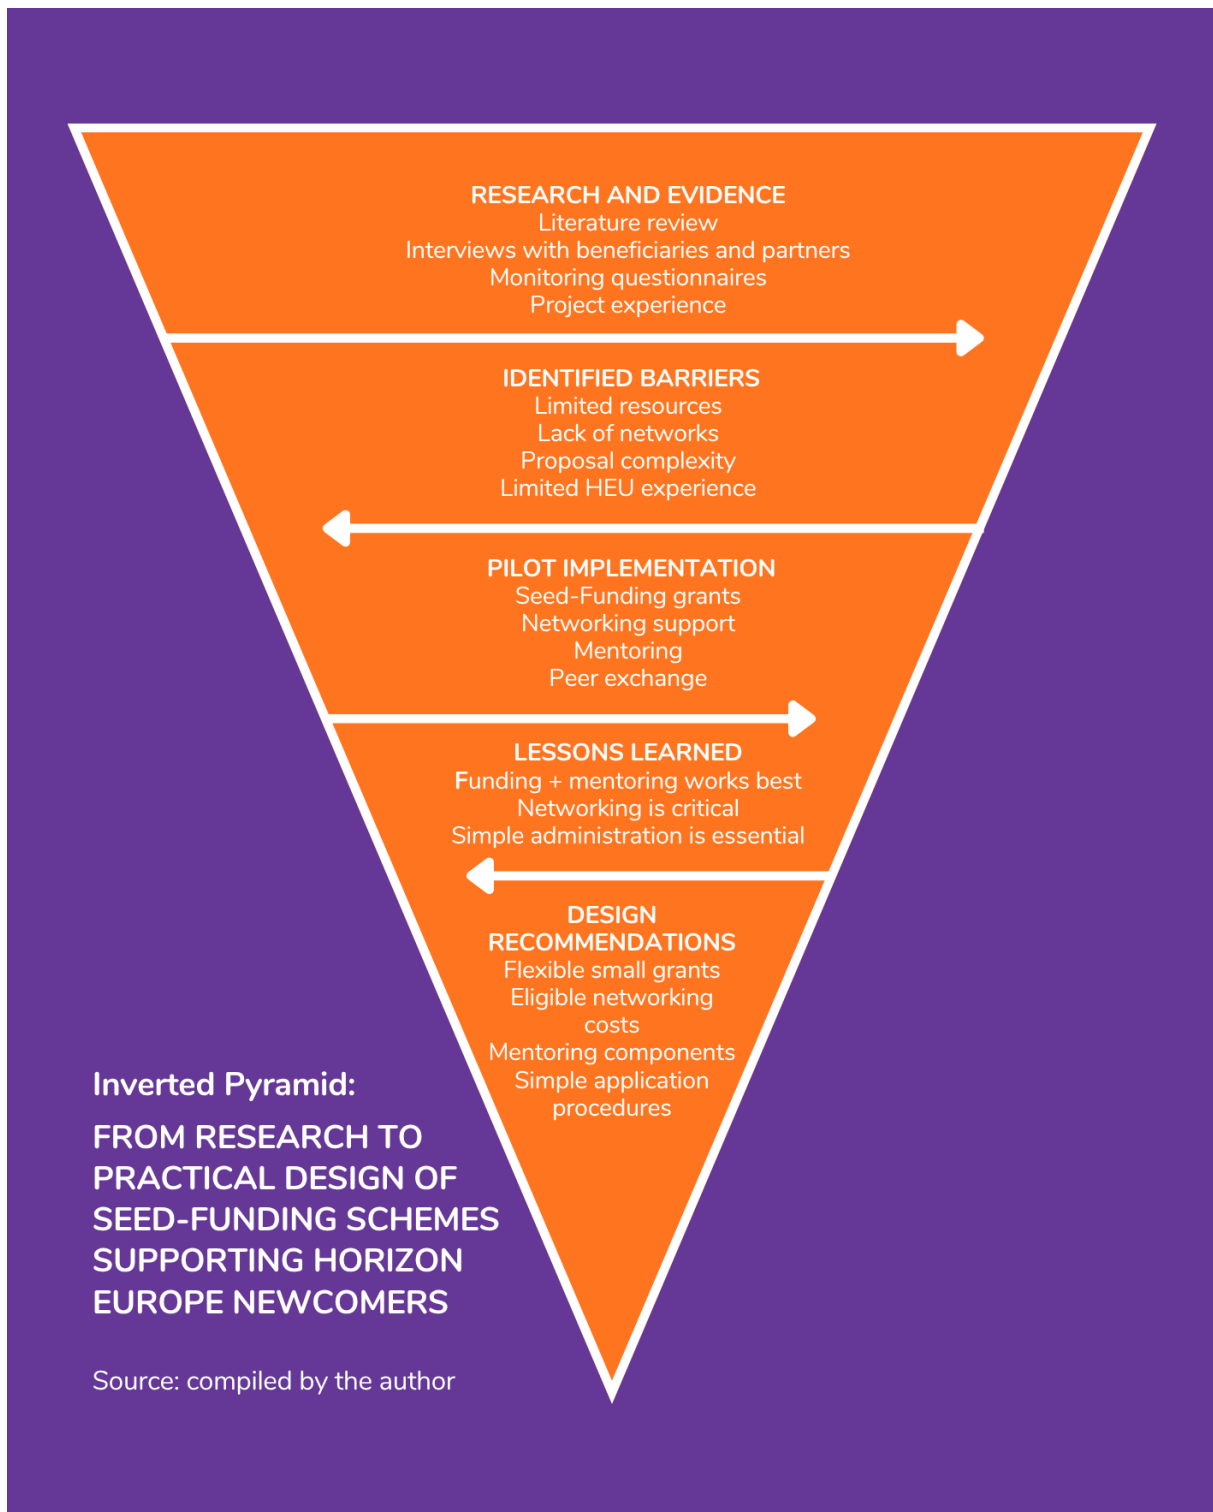 RESEARCH AND EVIDENCE
Literature review
Interviews with beneficiaries and partners
Monitoring questionnaires
Project experience
IDENTIFIED BARRIERS
Limited resources
Lack of networks
Proposal complexity
Limited HEU experience
PILOT IMPLEMENTATION
Seed-Funding grants
Networking support
Mentoring
Peer exchange
LESSONS LEARNED
Funding + mentoring works best
Networking is critical
Simple administration is essential
DESIGN
RECOMMENDATIONS
Flexible small grants
Eligible networking
costs
Mentoring components
Simple application
procedures
Inverted Pyramid:
FROM RESEARCH TO
PRACTICAL DESIGN OF
SEED-FUNDING SCHEMES
SUPPORTING HORIZON
EUROPE NEWCOMERS
Source: compiled by the author